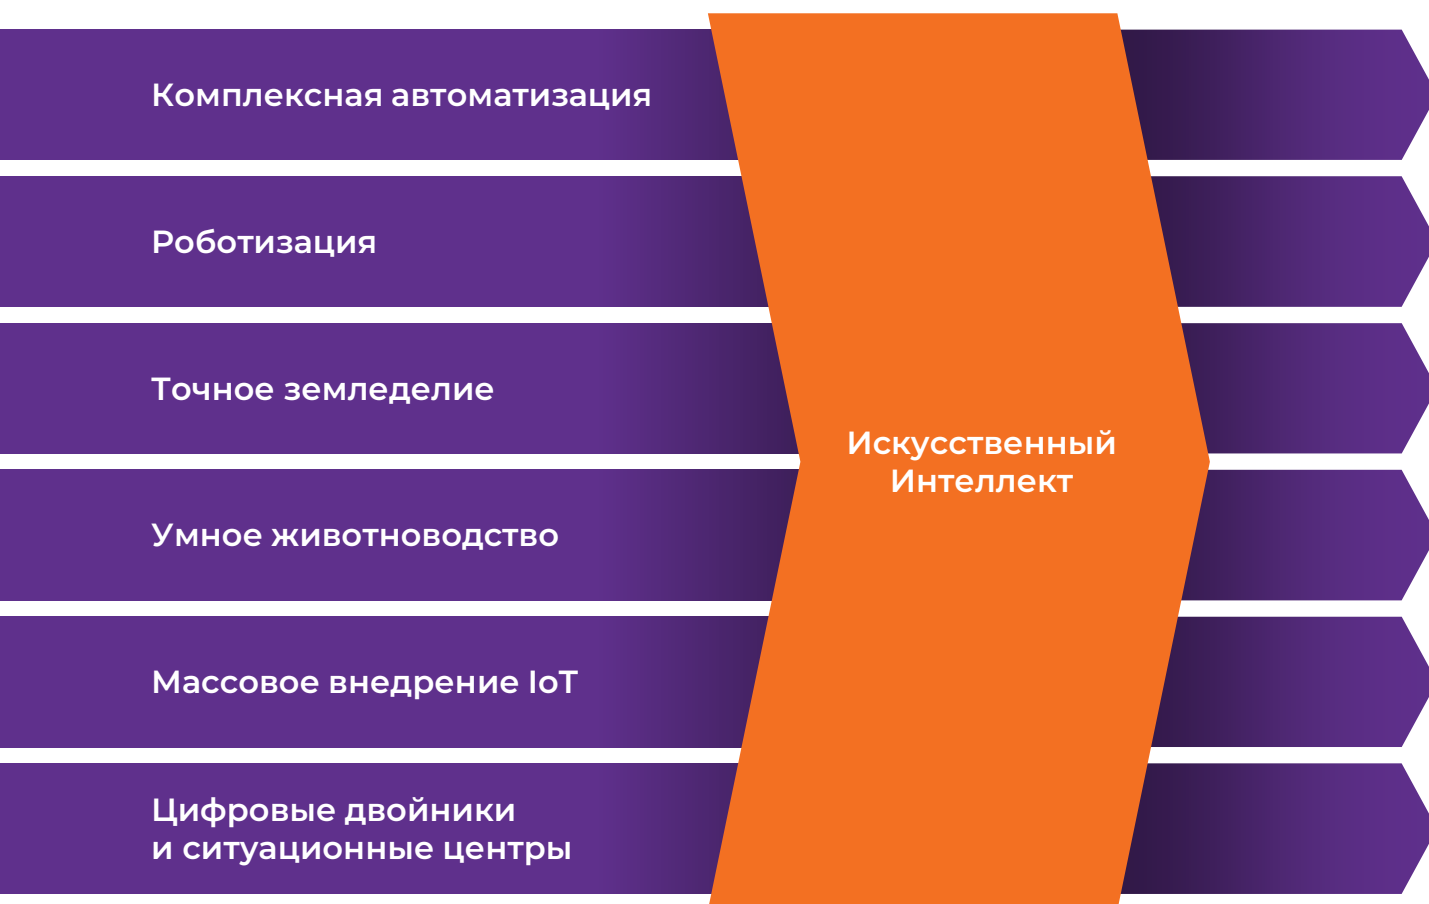 Комплексная автоматизация
Роботизация
Точное земледелие
Умное животноводство
Массовое внедрение IoT
Цифровые двойники
и ситуационные центры
Искусственный
Интеллект